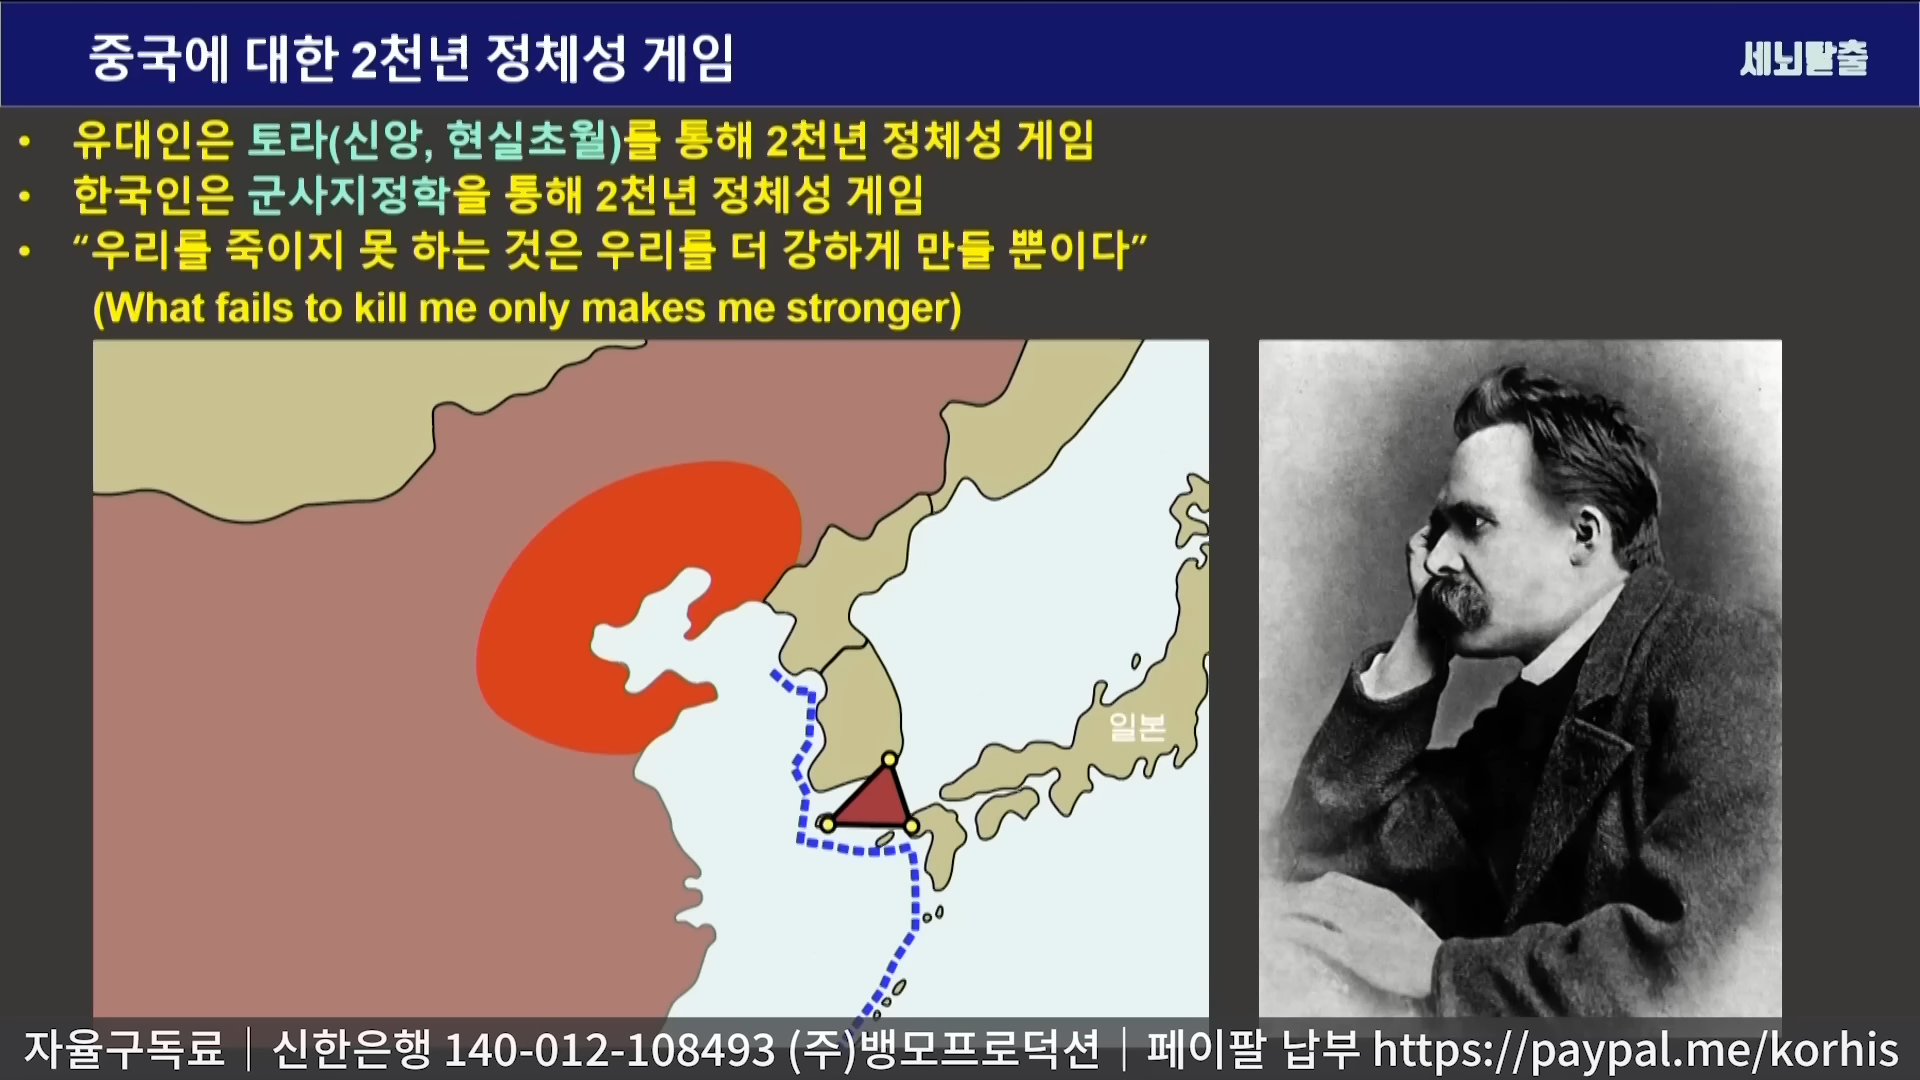 중국에 대한 2천년 정체성 게임
세뇌탈출
• 유대인은 토라(신앙, 현실초월)를 통해 2천년 정체성 게임
• 한국인은 군사지정학을 통해 2천년 정체성 게임
• “우리를 죽이지 못 하는 것은 우리를 더 강하게 만들 뿐이다”
(What fails to kill me only makes me stronger)
일본
자율구독료｜신한은행 140-012-108493 (주)뱅모프로덕션｜페이팔 납부 https://paypal.me/korhis